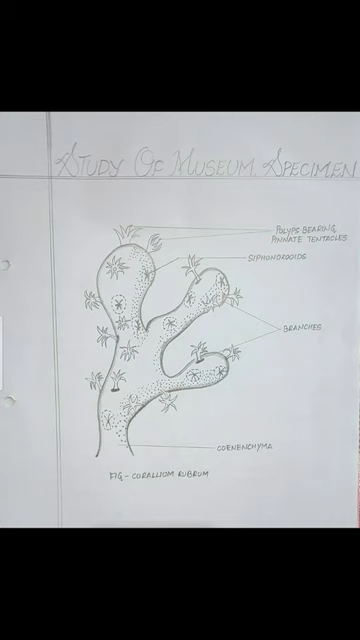 STUDY OF MUSEUM SPECIMEN
POLYPS BEARING
PINNATE TENTACLES
SIPHONOZOOIDS
BRANCHES
COENENCHYMA
FIG - CORALLIUM RUBRUM